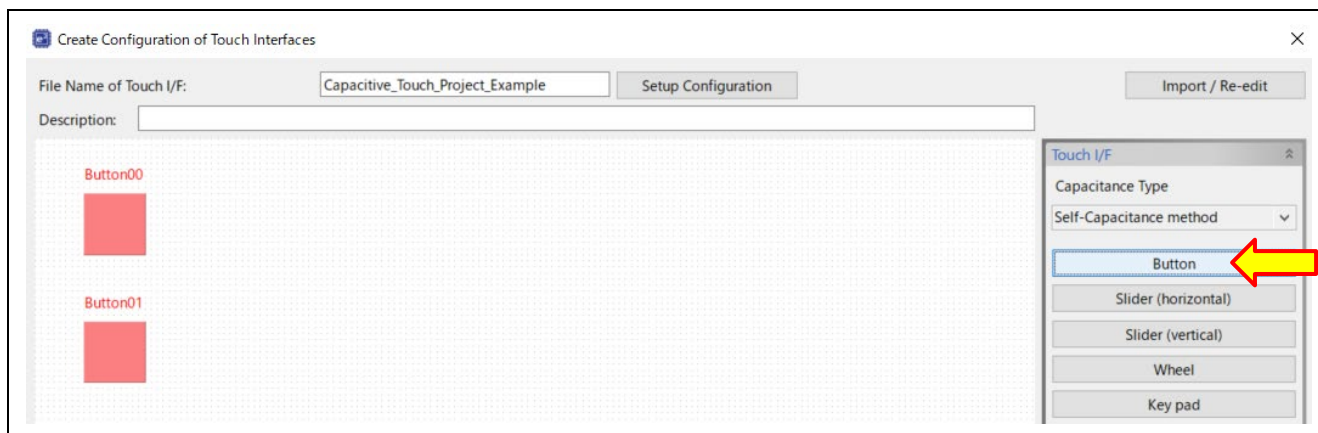 Create Configuration of Touch Interfaces
File Name of Touch I/F: Capacitive_Touch_Project_Example Setup Configuration Import / Re-edit
Description:
Touch I/F
Button00
Capacitance Type
Self-Capacitance method
Button
Slider (horizontal)
Button01
Slider (vertical)
Wheel
Key pad